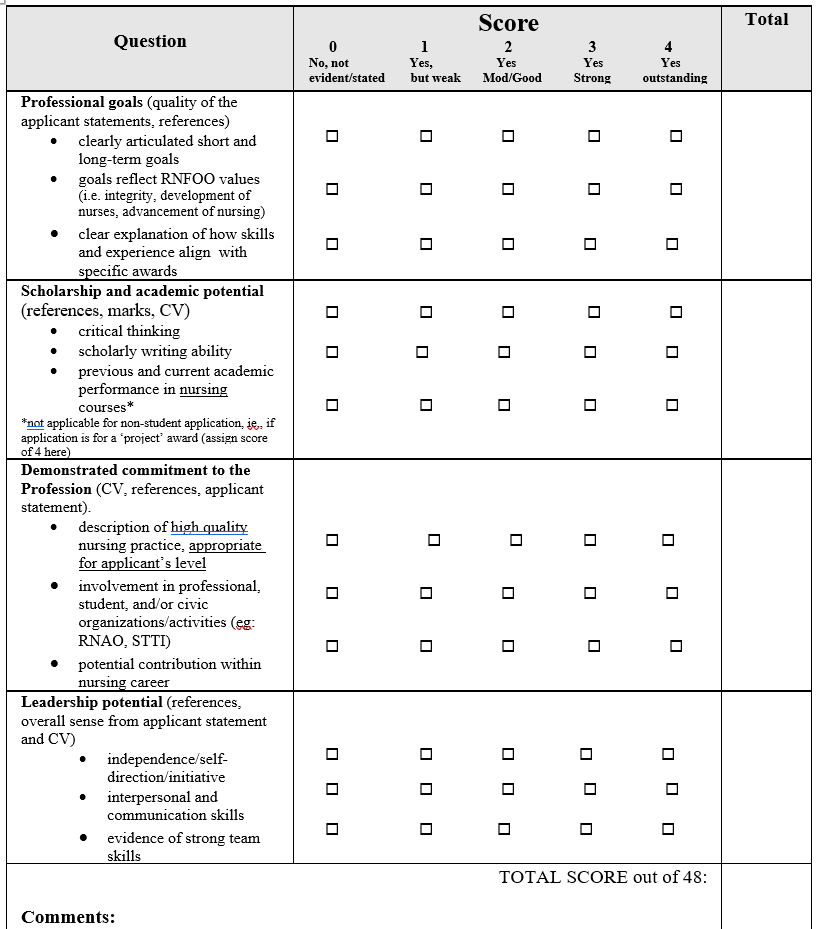 Question
Score
Total
0
1
2
3
4
No, not evident/stated
Yes, but weak
Yes Mod/Good
Yes Strong
Yes outstanding
Professional goals (quality of the
applicant statements, references)
• clearly articulated short and
long-term goals
• goals reflect RNFOO values
(i.e. integrity, development of
nurses, advancement of nursing)
• clear explanation of how skills
and experience align with
specific awards
Scholarship and academic potential
(references, marks, CV)
• critical thinking
• scholarly writing ability
• previous and current academic
performance in nursing
courses*
*not applicable for non-student application, ie., if
application is for a ‘project’ award (assign score
of 4 here)
Demonstrated commitment to the
Profession (CV, references, applicant
statement).
• description of high quality
nursing practice, appropriate
for applicant’s level
• involvement in professional,
student, and/or civic
organizations/activities (eg:
RNAO, STTI)
• potential contribution within
nursing career
Leadership potential (references,
overall sense from applicant statement
and CV)
• independence/self-
direction/initiative
• interpersonal and
communication skills
• evidence of strong team
skills
TOTAL SCORE out of 48:
Comments: